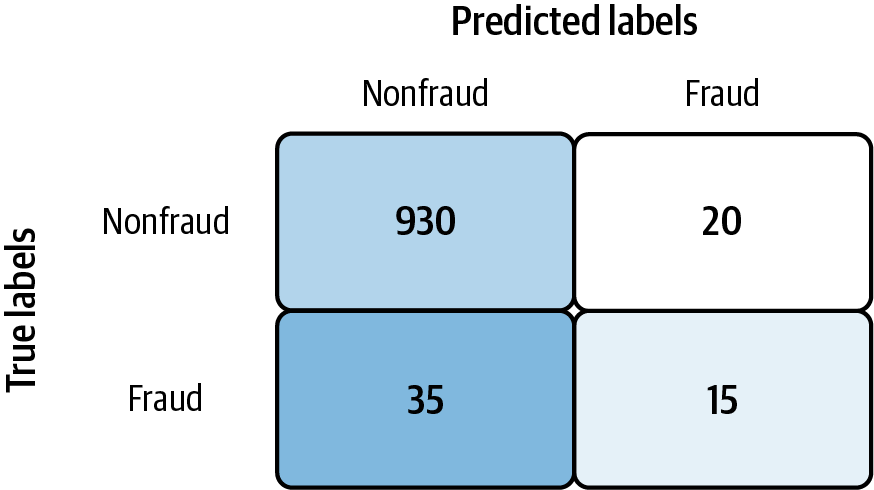 Predicted labels
Nonfraud Fraud
True labels
Nonfraud 930 20
Fraud 35 15